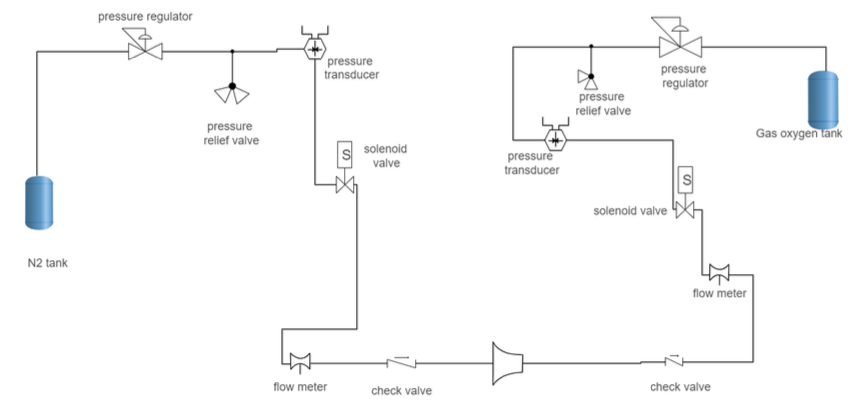 pressure regulator
pressure
transducer
pressure
relief valve
S
solenoid
valve
N2 tank
flow meter
check valve
pressure
regulator
pressure
relief valve
Gas oxygen tank
pressure
transducer
S
solenoid valve
flow meter
check valve